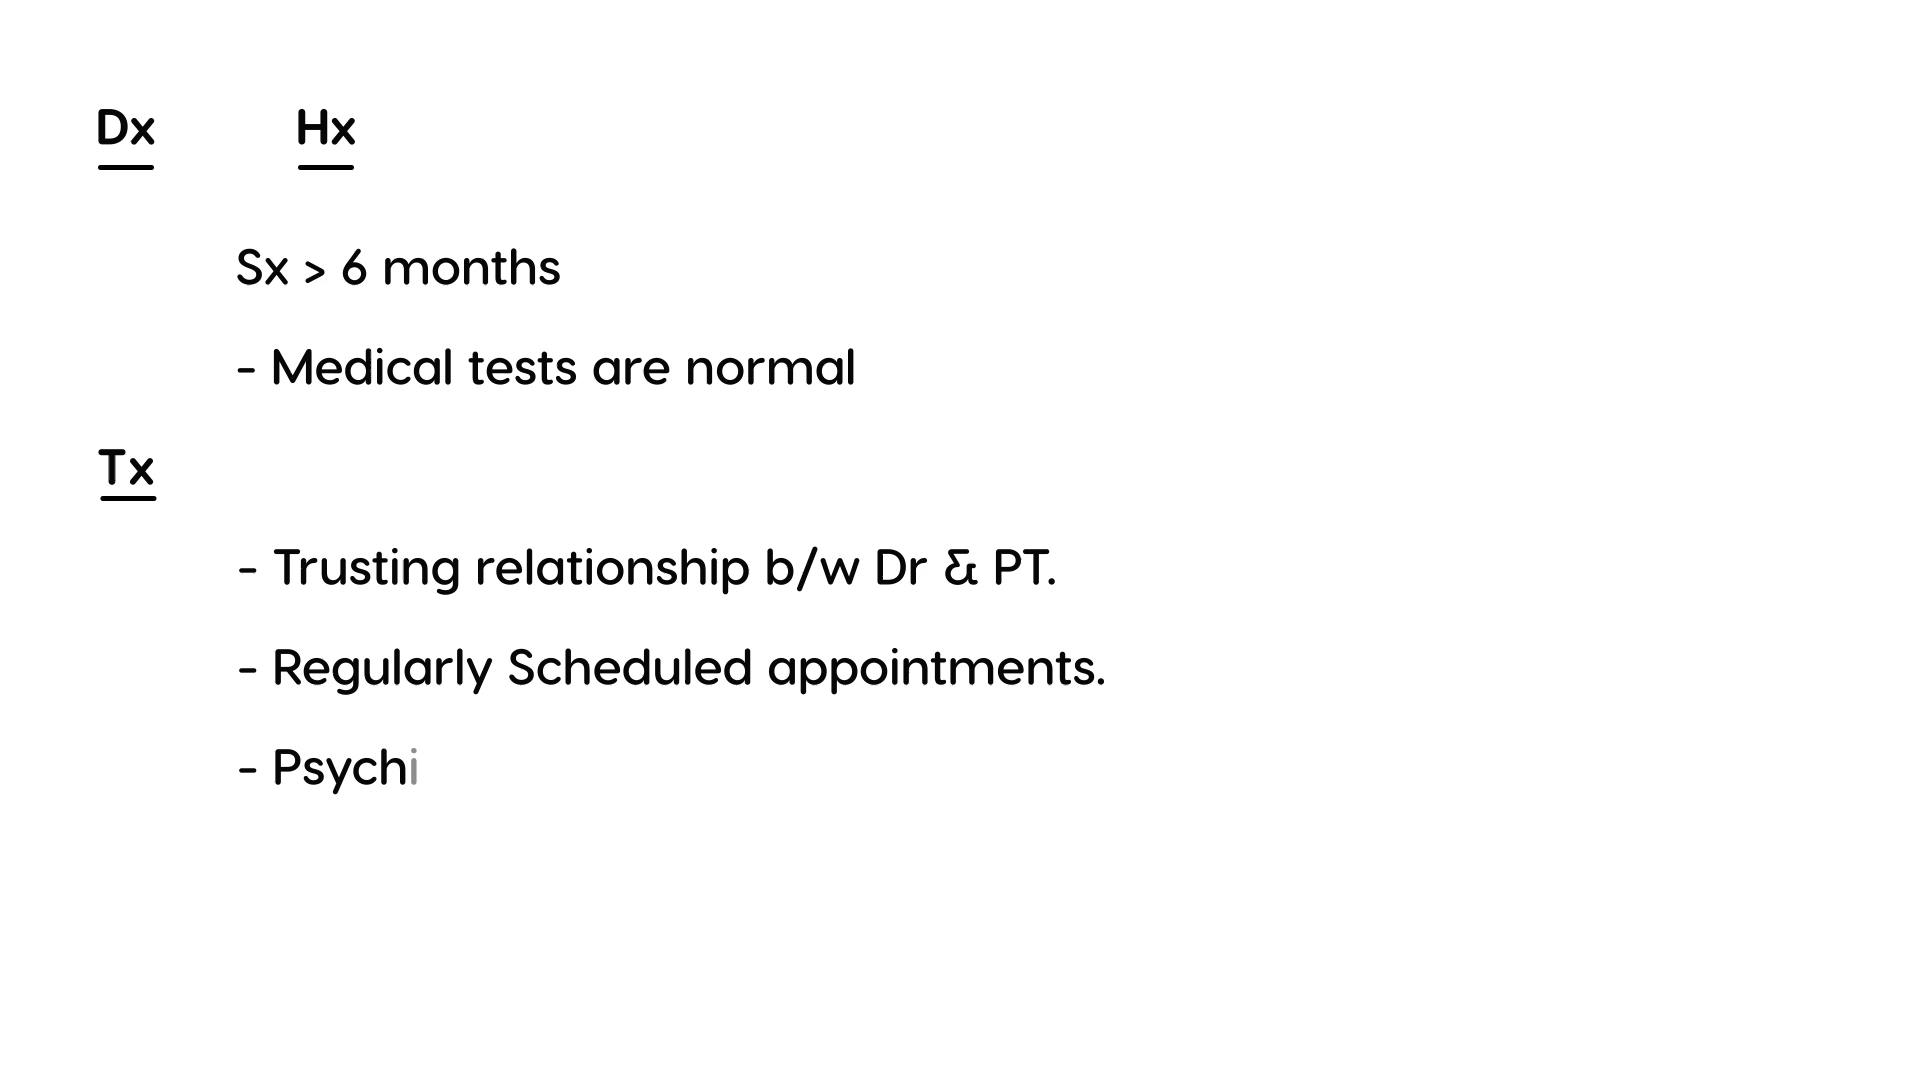 Dx Hx
Sx > 6 months
- Medical tests are normal
Tx
- Trusting relationship b/w Dr & PT.
- Regularly Scheduled appointments.
- Psychi